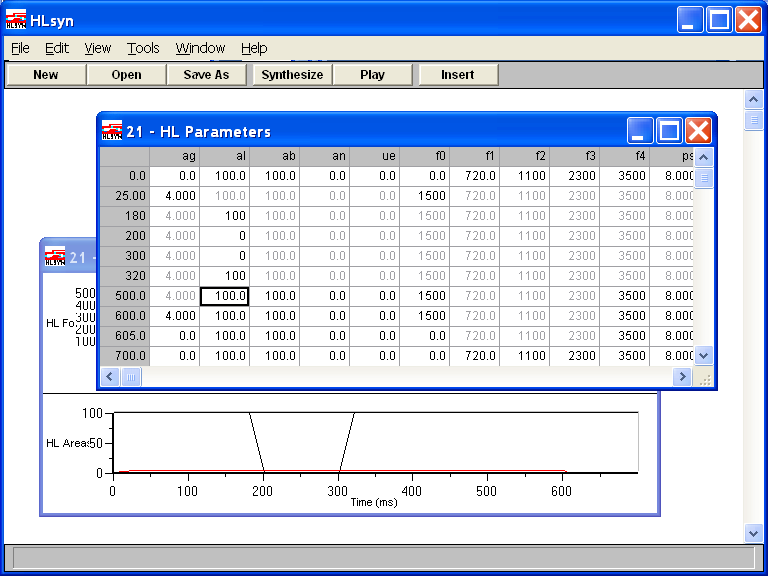 HLsyn
File Edit View Tools Window Help
New Open Save As Synthesize Play Insert
21 - HL Parameters
ag al ab an ue f0 f1 f2 f3 f4 ps
0.0 0.0 100.0 100.0 0.0 0.0 0.0 720.0 1100 2300 3500 8.000
25.00 4.000 100.0 100.0 0.0 0.0 1500 720.0 1100 2300 3500 8.000
180 4.000 100 100.0 0.0 0.0 1500 720.0 1100 2300 3500 8.000
200 4.000 0 100.0 0.0 0.0 1500 720.0 1100 2300 3500 8.000
300 4.000 0 100.0 0.0 0.0 1500 720.0 1100 2300 3500 8.000
320 4.000 100 100.0 0.0 0.0 1500 720.0 1100 2300 3500 8.000
500.0 4.000 100.0 100.0 0.0 0.0 1500 720.0 1100 2300 3500 8.000
600.0 4.000 100.0 100.0 0.0 0.0 1500 720.0 1100 2300 3500 8.000
605.0 0.0 100.0 100.0 0.0 0.0 0.0 720.0 1100 2300 3500 8.000
700.0 0.0 100.0 100.0 0.0 0.0 0.0 720.0 1100 2300 3500 8.000
21 -
500
400
HL Fo 300
200
100
100
HL Areas 50
0
0 100 200 300 400 500 600
Time (ms)